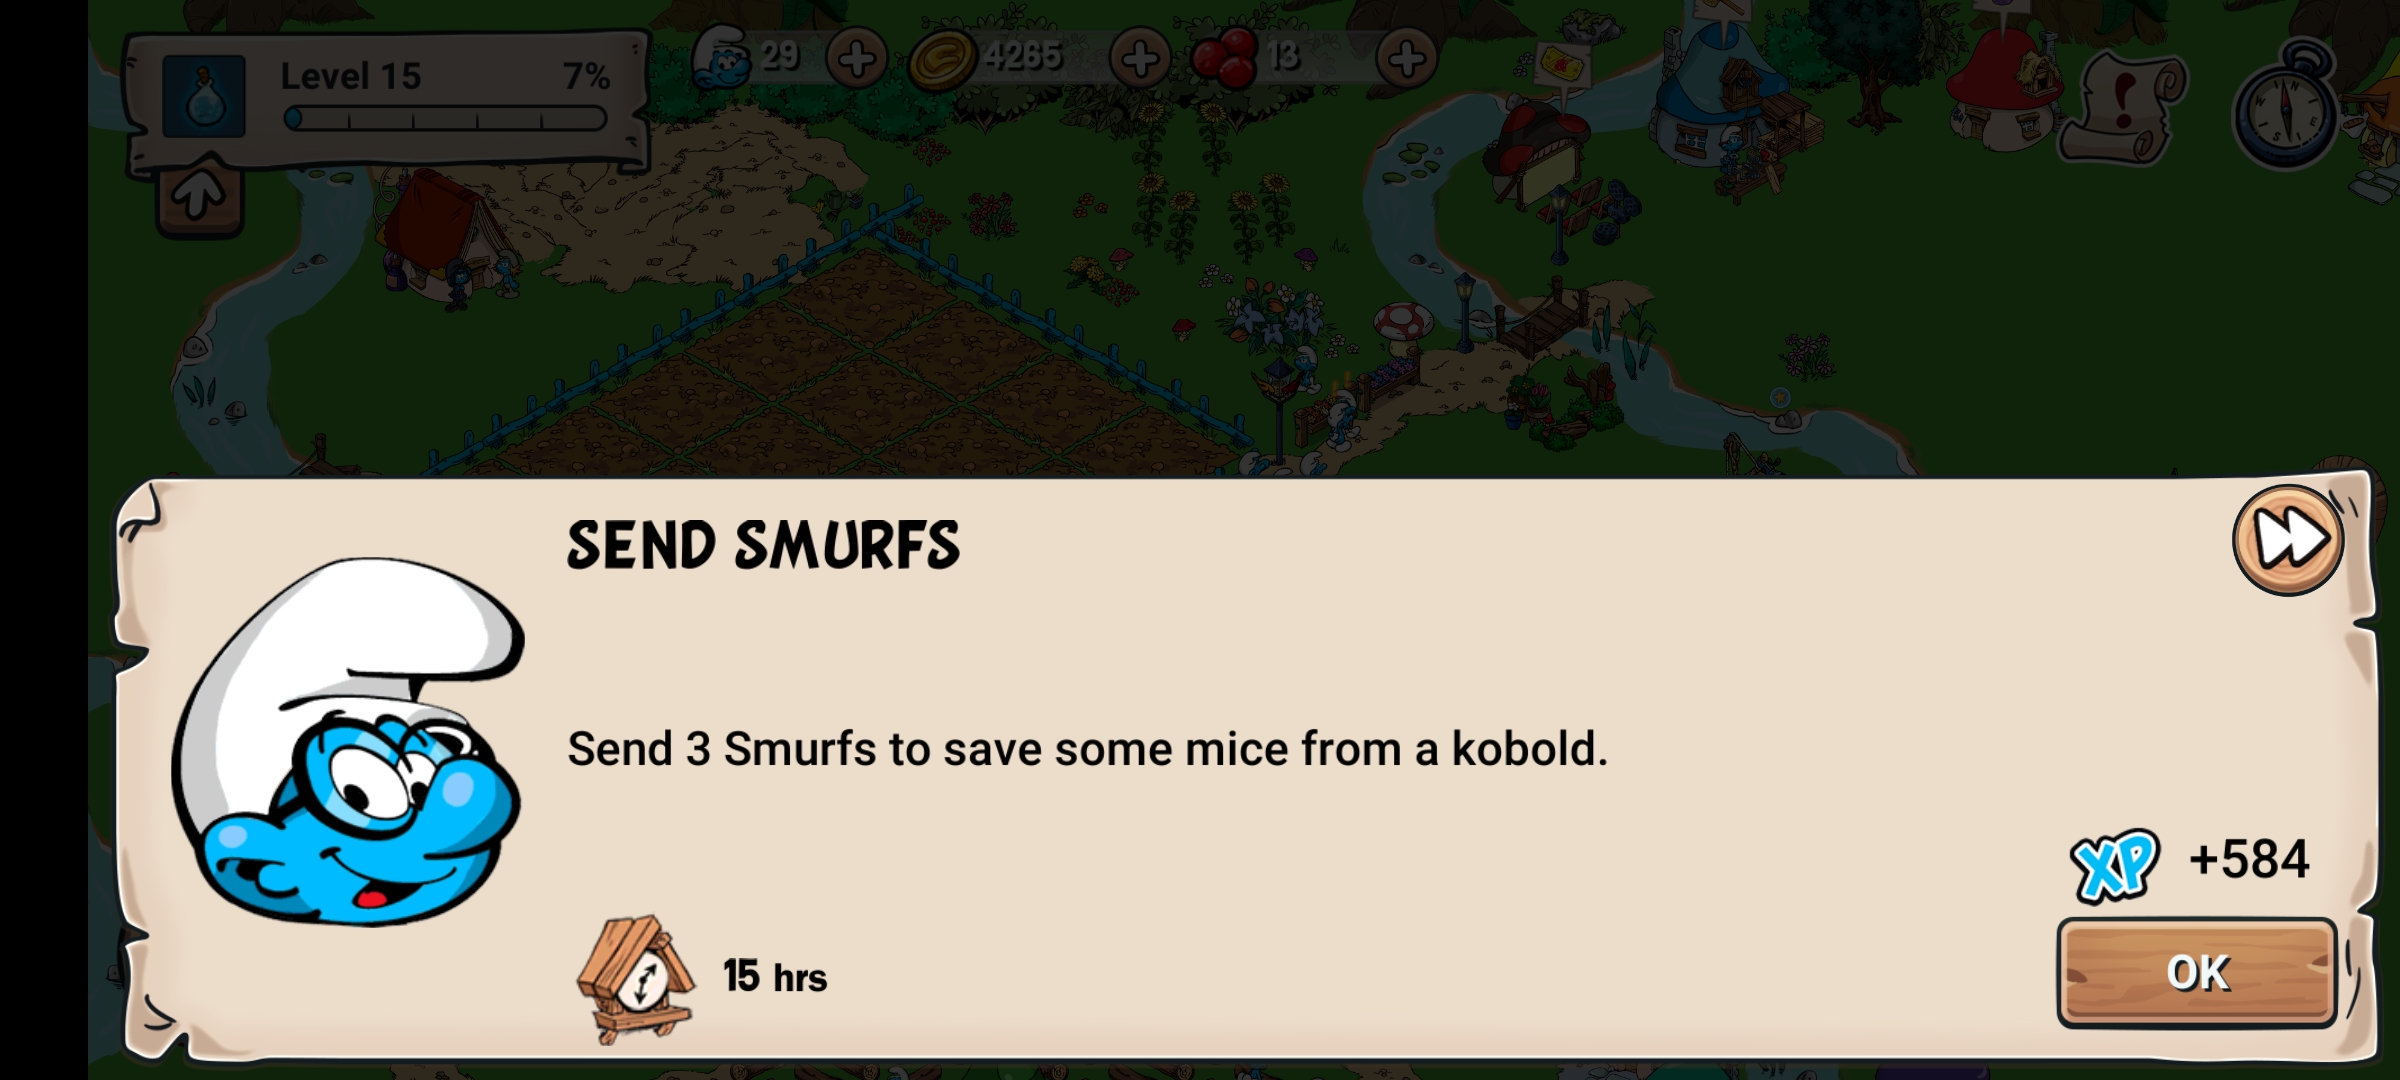 Level 15 7%
29
4265
13
SEND SMURFS
Send 3 Smurfs to save some mice from a kobold.
XP +584
15 hrs
OK